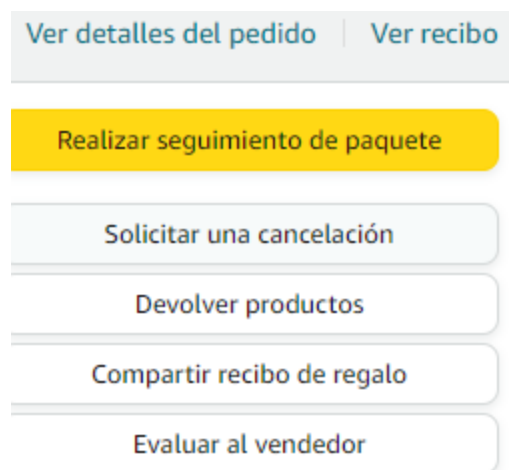 Ver detalles del pedido | Ver recibo
Realizar seguimiento de paquete
Solicitar una cancelación
Devolver productos
Compartir recibo de regalo
Evaluar al vendedor